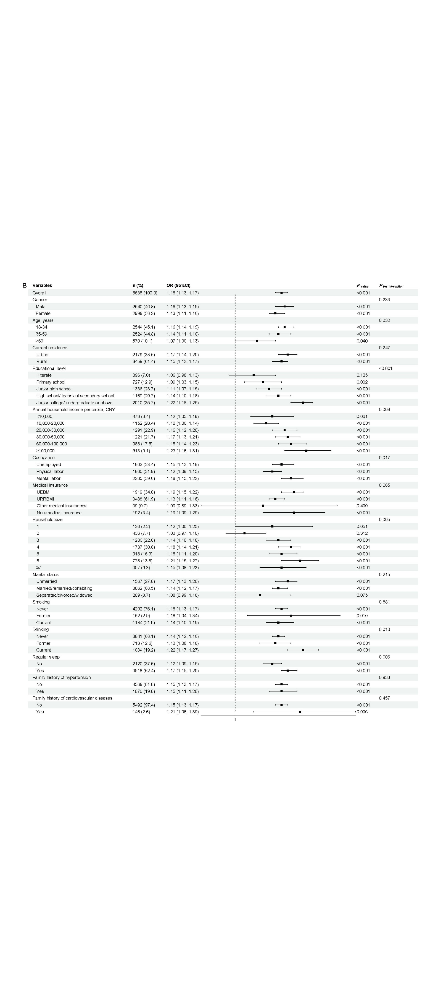 B Variables n (%) OR (95%CI) P value P for interaction
Overall 5638 (100.0) 1.15 (1.13, 1.17) <0.001
Gender 0.233
Male 2640 (46.8) 1.16 (1.13, 1.19) <0.001
Female 2998 (53.2) 1.13 (1.11, 1.16) <0.001
Age, years 0.032
18-34 2544 (45.1) 1.16 (1.14, 1.19) <0.001
35-59 2524 (44.8) 1.14 (1.11, 1.18) <0.001
≥60 570 (10.1) 1.07 (1.00, 1.13) 0.040
Current residence 0.247
Urban 2179 (38.6) 1.17 (1.14, 1.20) <0.001
Rural 3459 (61.4) 1.15 (1.12, 1.17) <0.001
Educational level <0.001
Illiterate 396 (7.0) 1.06 (0.98, 1.13) 0.125
Primary school 727 (12.9) 1.09 (1.03, 1.15) 0.002
Junior high school 1336 (23.7) 1.11 (1.07, 1.15) <0.001
High school/ technical secondary school 1169 (20.7) 1.14 (1.10, 1.18) <0.001
Junior college/ undergraduate or above 2010 (35.7) 1.22 (1.18, 1.25) <0.001
Annual household income per capita, CNY 0.009
<10,000 473 (8.4) 1.12 (1.05, 1.19) 0.001
10,000-20,000 1152 (20.4) 1.10 (1.06, 1.14) <0.001
20,000-30,000 1291 (22.9) 1.16 (1.12, 1.20) <0.001
30,000-50,000 1221 (21.7) 1.17 (1.13, 1.21) <0.001
50,000-100,000 988 (17.5) 1.18 (1.14, 1.23) <0.001
≥100,000 513 (9.1) 1.23 (1.16, 1.31) <0.001
Occupation 0.017
Unemployed 1603 (28.4) 1.15 (1.12, 1.19) <0.001
Physical labor 1800 (31.9) 1.12 (1.09, 1.15) <0.001
Mental labor 2235 (39.6) 1.18 (1.15, 1.22) <0.001
Medical insurance 0.065
UEBMI 1919 (34.0) 1.19 (1.15, 1.22) <0.001
URRBMI 3488 (61.9) 1.13 (1.11, 1.16) <0.001
Other medical insurances 39 (0.7) 1.09 (0.89, 1.33) 0.400
Non-medical insurance 192 (3.4) 1.19 (1.09, 1.29) <0.001
Household size 0.005
1 126 (2.2) 1.12 (1.00, 1.25) 0.051
2 436 (7.7) 1.03 (0.97, 1.10) 0.312
3 1286 (22.8) 1.14 (1.10, 1.18) <0.001
4 1737 (30.8) 1.18 (1.14, 1.21) <0.001
5 918 (16.3) 1.15 (1.11, 1.20) <0.001
6 778 (13.8) 1.21 (1.15, 1.27) <0.001
≥7 357 (6.3) 1.15 (1.08, 1.23) <0.001
Marital status 0.215
Unmarried 1567 (27.8) 1.17 (1.13, 1.20) <0.001
Married/remarried/cohabiting 3862 (68.5) 1.14 (1.12, 1.17) <0.001
Separated/divorced/widowed 209 (3.7) 1.08 (0.99, 1.18) 0.075
Smoking 0.881
Never 4292 (76.1) 1.15 (1.13, 1.17) <0.001
Former 162 (2.9) 1.18 (1.04, 1.34) 0.010
Current 1184 (21.0) 1.14 (1.10, 1.19) <0.001
Drinking 0.010
Never 3841 (68.1) 1.14 (1.12, 1.16) <0.001
Former 713 (12.6) 1.13 (1.08, 1.18) <0.001
Current 1084 (19.2) 1.22 (1.17, 1.27) <0.001
Regular sleep 0.006
No 2120 (37.6) 1.12 (1.09, 1.15) <0.001
Yes 3518 (62.4) 1.17 (1.15, 1.20) <0.001
Family history of hypertension 0.933
No 4568 (81.0) 1.15 (1.13, 1.17) <0.001
Yes 1070 (19.0) 1.15 (1.11, 1.20) <0.001
Family history of cardiovascular diseases 0.457
No 5492 (97.4) 1.15 (1.13, 1.17) <0.001
Yes 146 (2.6) 1.21 (1.06, 1.39) 0.005
1